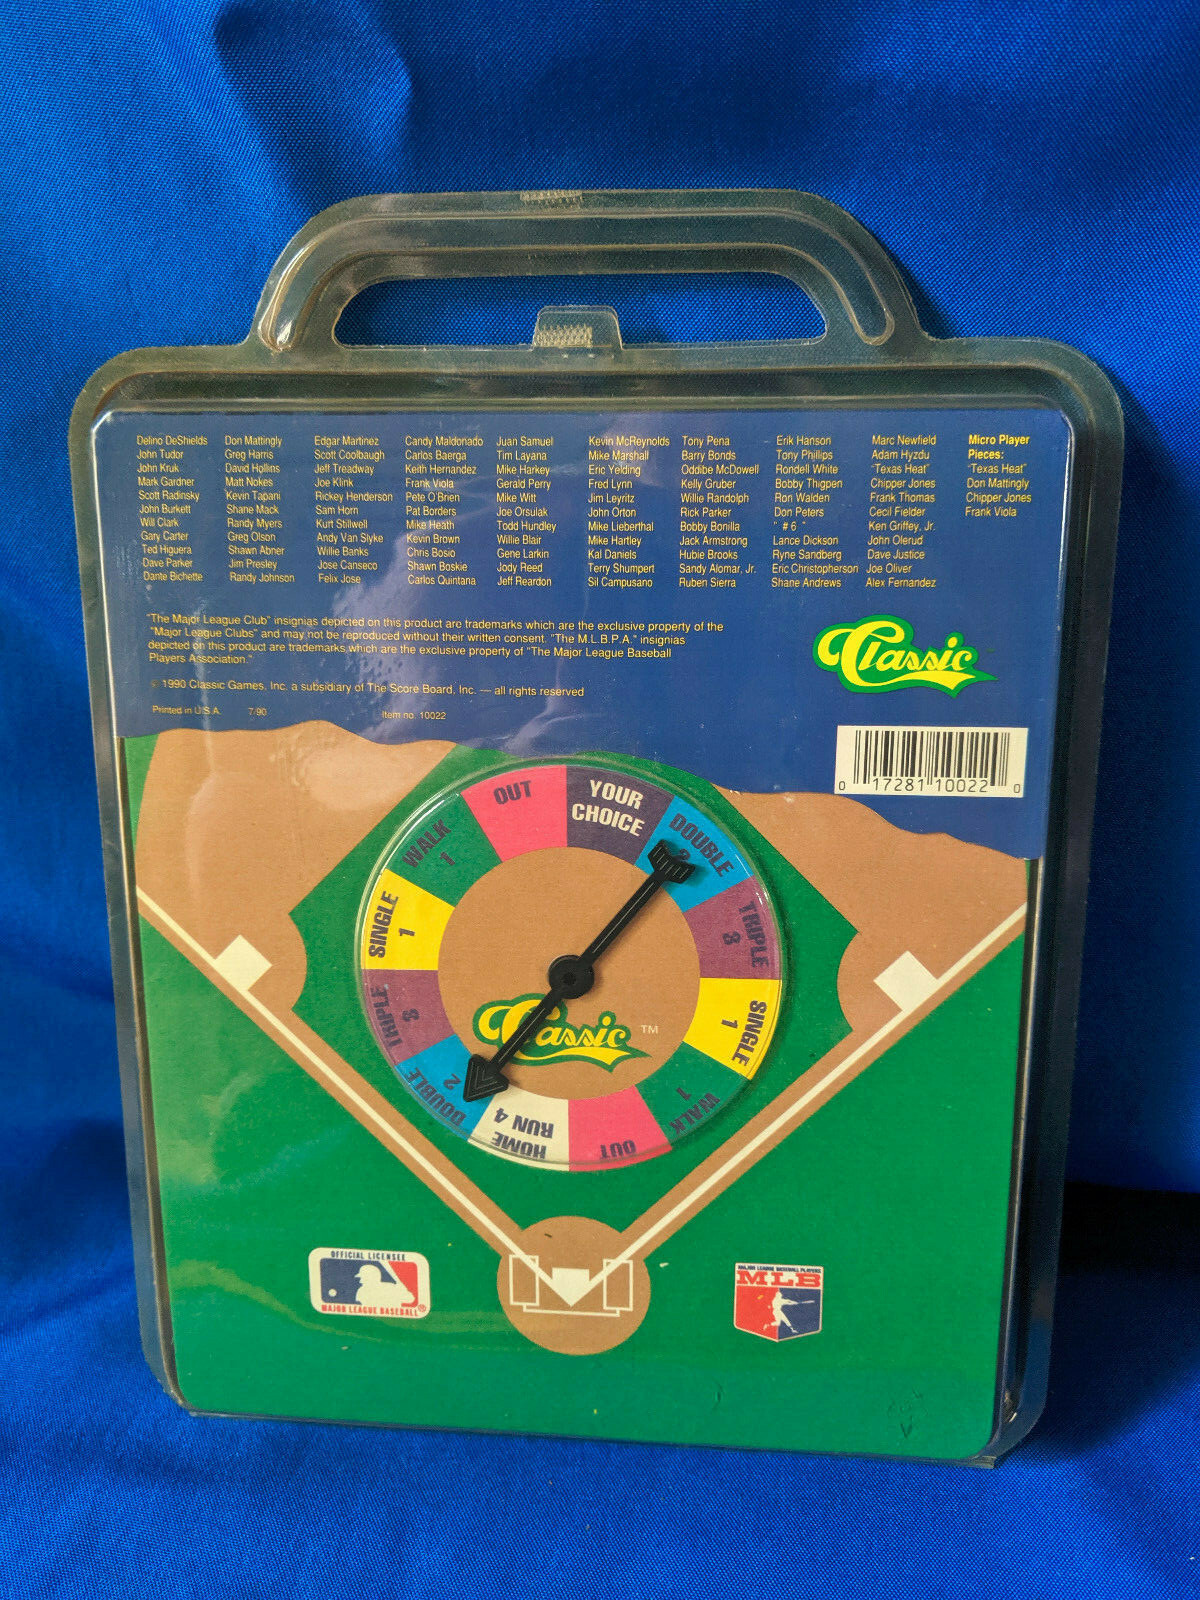 Delino DeShields
John Tudor
John Kruk
Mark Gardner
Scott Radinsky
John Burkett
Will Clark
Gary Carter
Ted Higuera
Dave Parker
Dante Bichette
Don Mattingly
Greg Harris
David Hollins
Matt Nokes
Kevin Tapani
Shane Mack
Randy Myers
Greg Olson
Shawn Abner
Jim Presley
Randy Johnson
Edgar Martinez
Scott Coolbaugh
Jeff Treadway
Joe Klink
Rickey Henderson
Sam Horn
Kurt Stillwell
Andy Van Slyke
Willie Banks
Jose Canseco
Felix Jose
Candy Maldonado
Carlos Baerga
Keith Hernandez
Frank Viola
Pete O'Brien
Pat Borders
Mike Heath
Kevin Brown
Chris Bosio
Shawn Boskie
Carlos Quintana
Juan Samuel
Tim Layana
Mike Harkey
Gerald Perry
Mike Witt
Joe Orsulak
Todd Hundley
Willie Blair
Gene Larkin
Jody Reed
Jeff Reardon
Kevin McReynolds
Mike Marshall
Eric Yelding
Fred Lynn
Jim Leyritz
John Orton
Mike Lieberthal
Mike Hartley
Kal Daniels
Terry Shumpert
Sil Campusano
Tony Pena
Barry Bonds
Oddibe McDowell
Kelly Gruber
Willie Randolph
Rick Parker
Bobby Bonilla
Jack Armstrong
Hubie Brooks
Sandy Alomar, Jr.
Ruben Sierra
Erik Hanson
Tony Phillips
Rondell White
Bobby Thigpen
Ron Walden
Don Peters
" #6 "
Lance Dickson
Ryne Sandberg
Eric Christopherson
Shane Andrews
Marc Newfield
Adam Hyzdu
"Texas Heat"
Chipper Jones
Frank Thomas
Cecil Fielder
Ken Griffey, Jr.
John Olerud
Dave Justice
Joe Oliver
Alex Fernandez
Micro Player
Pieces:
"Texas Heat"
Don Mattingly
Chipper Jones
Frank Viola
"The Major League Club" insignias depicted on this product are trademarks which are the exclusive property of the
"Major League Clubs" and may not be reproduced without their written consent. "The M.L.B.P.A." insignias
depicted on this product are trademarks which are the exclusive property of "The Major League Baseball
Players Association."
© 1990 Classic Games, Inc. a subsidiary of The Score Board, Inc. — all rights reserved
Printed in U.S.A. 7/90 Item no. 10022
Classic
0 17281 10022 0
OUT
YOUR
CHOICE
DOUBLE
2
TRIPLE
3
SINGLE
1
WALK
1
OUT
HOME
RUN 4
DOUBLE
2
TRIPLE
3
SINGLE
1
WALK
1
Classic ™
OFFICIAL LICENSEE
MAJOR LEAGUE BASEBALL®
MAJOR LEAGUE BASEBALL PLAYERS
MLB